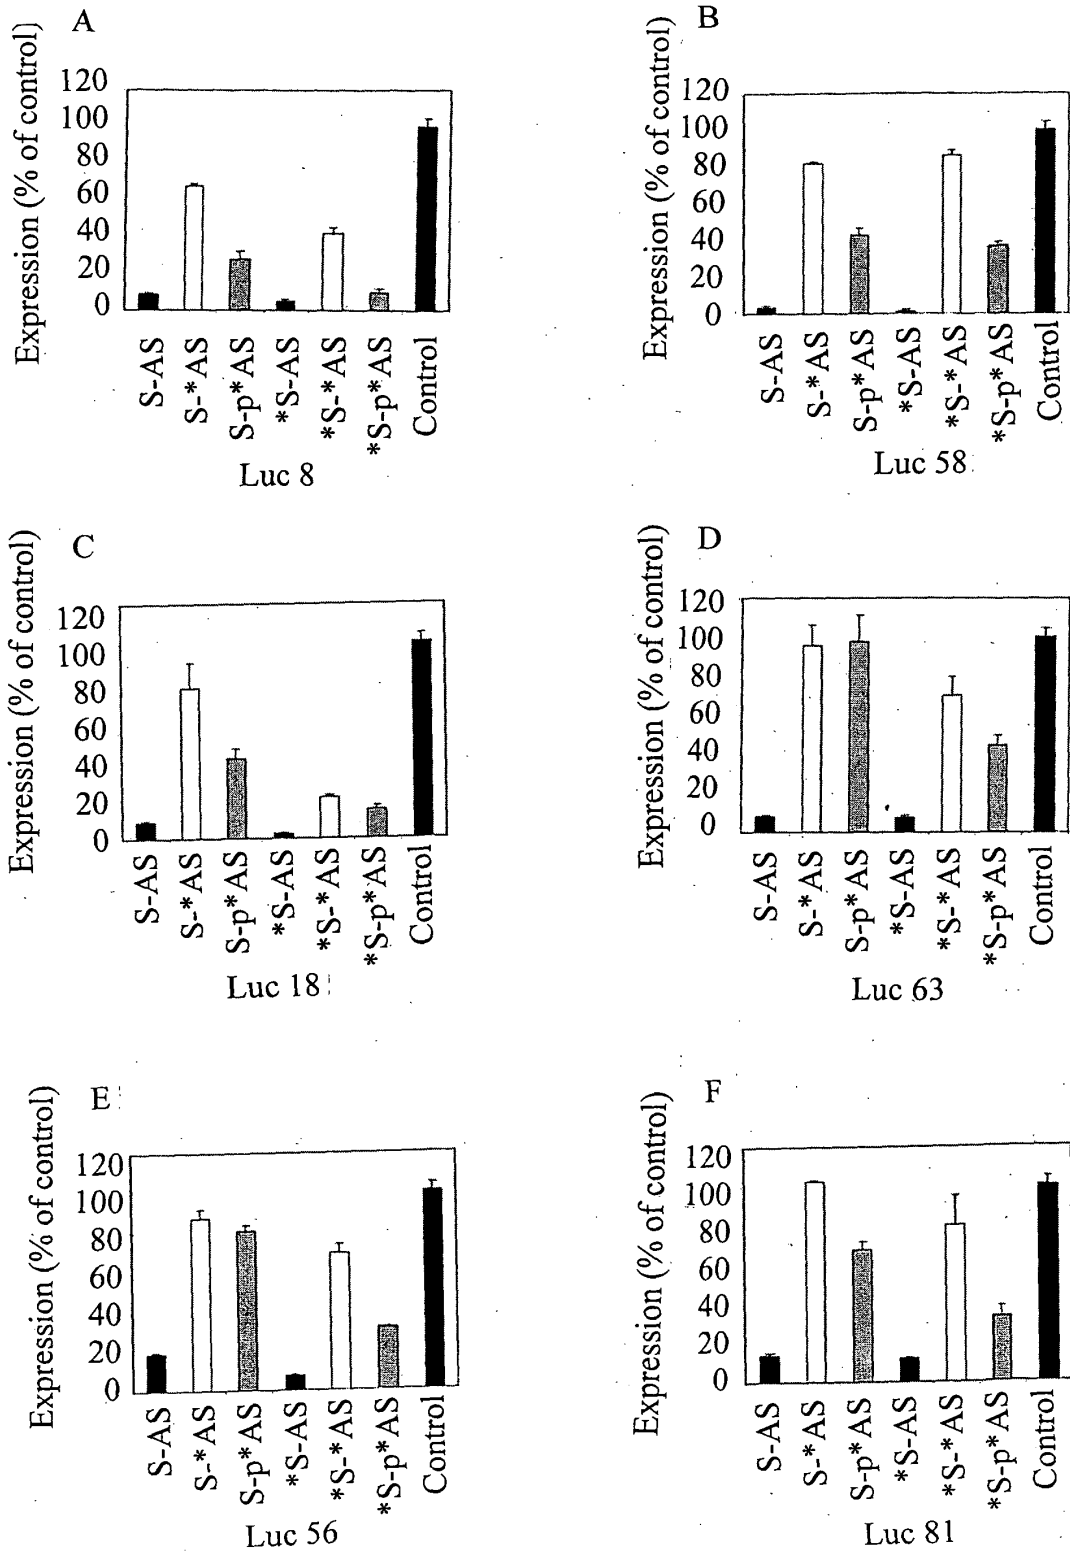 A
Expression (% of control)
120
100
80
60
40
20
0
S-AS
S-*AS
S-p*AS
*S-AS
*S-*AS
*S-p*AS
Control
Luc 8
B
Expression (% of control)
120
100
80
60
40
20
0
S-AS
S-*AS
S-p*AS
*S-AS
*S-*AS
*S-p*AS
Control
Luc 58
C
Expression (% of control)
120
100
80
60
40
20
0
S-AS
S-*AS
S-p*AS
*S-AS
*S-*AS
*S-p*AS
Control
Luc 18
D
Expression (% of control)
120
100
80
60
40
20
0
S-AS
S-*AS
S-p*AS
*S-AS
*S-*AS
*S-p*AS
Control
Luc 63
E
Expression (% of control)
120
100
80
60
40
20
0
S-AS
S-*AS
S-p*AS
*S-AS
*S-*AS
*S-p*AS
Control
Luc 56
F
Expression (% of control)
120
100
80
60
40
20
0
S-AS
S-*AS
S-p*AS
*S-AS
*S-*AS
*S-p*AS
Control
Luc 81